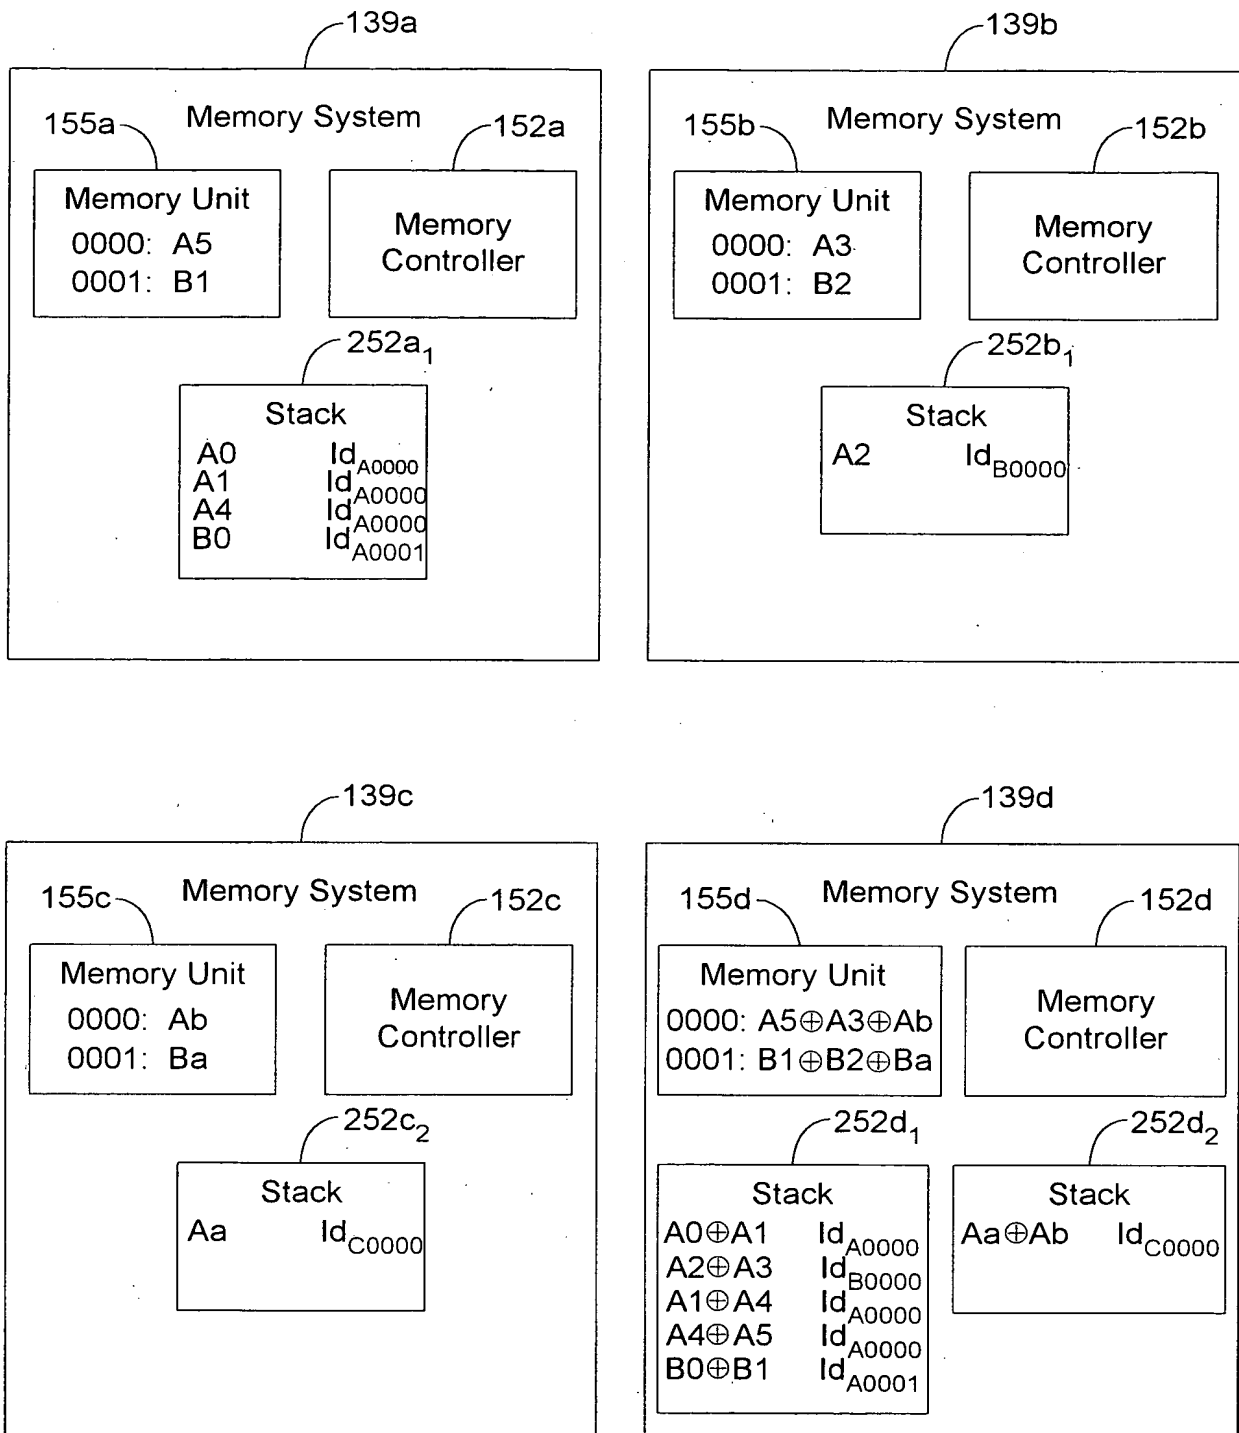 139a
Memory System
155a
152a
Memory Unit
0000: A5
0001: B1
Memory
Controller
252a1
Stack
A0 IdA0000
A1 IdA0000
A4 IdA0000
B0 IdA0001
139b
Memory System
155b
152b
Memory Unit
0000: A3
0001: B2
Memory
Controller
252b1
Stack
A2 IdB0000
139c
Memory System
155c
152c
Memory Unit
0000: Ab
0001: Ba
Memory
Controller
252c2
Stack
Aa IdC0000
139d
Memory System
155d
152d
Memory Unit
0000: A5⊕A3⊕Ab
0001: B1⊕B2⊕Ba
Memory
Controller
252d1
Stack
A0⊕A1 IdA0000
A2⊕A3 IdB0000
A1⊕A4 IdA0000
A4⊕A5 IdA0000
B0⊕B1 IdA0001
252d2
Stack
Aa⊕Ab IdC0000